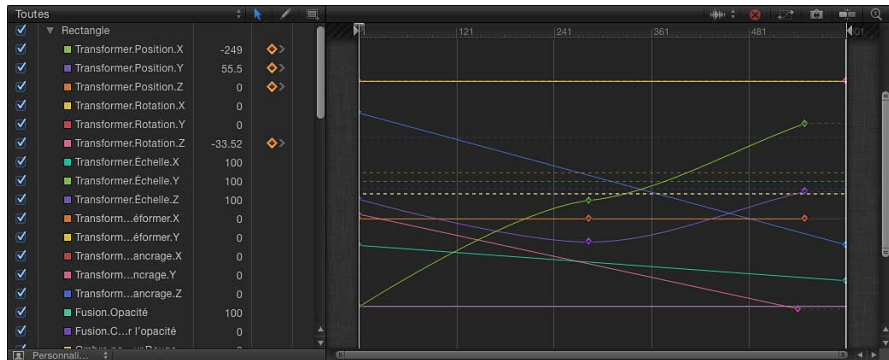 Toutes
Rectangle
Transformer.Position.X -249
Transformer.Position.Y 55.5
Transformer.Position.Z 0
Transformer.Rotation.X 0
Transformer.Rotation.Y 0
Transformer.Rotation.Z -33.52
Transformer.Échelle.X 100
Transformer.Échelle.Y 100
Transformer.Échelle.Z 100
Transform...éformer.X 0
Transform...éformer.Y 0
Transform...ancrage.X 0
Transform...ncrage.Y 0
Transform...ancrage.Z 0
Fusion.Opacité 100
Fusion.C...r l'opacité 0
Personnali...
1 121 241 361 481 601